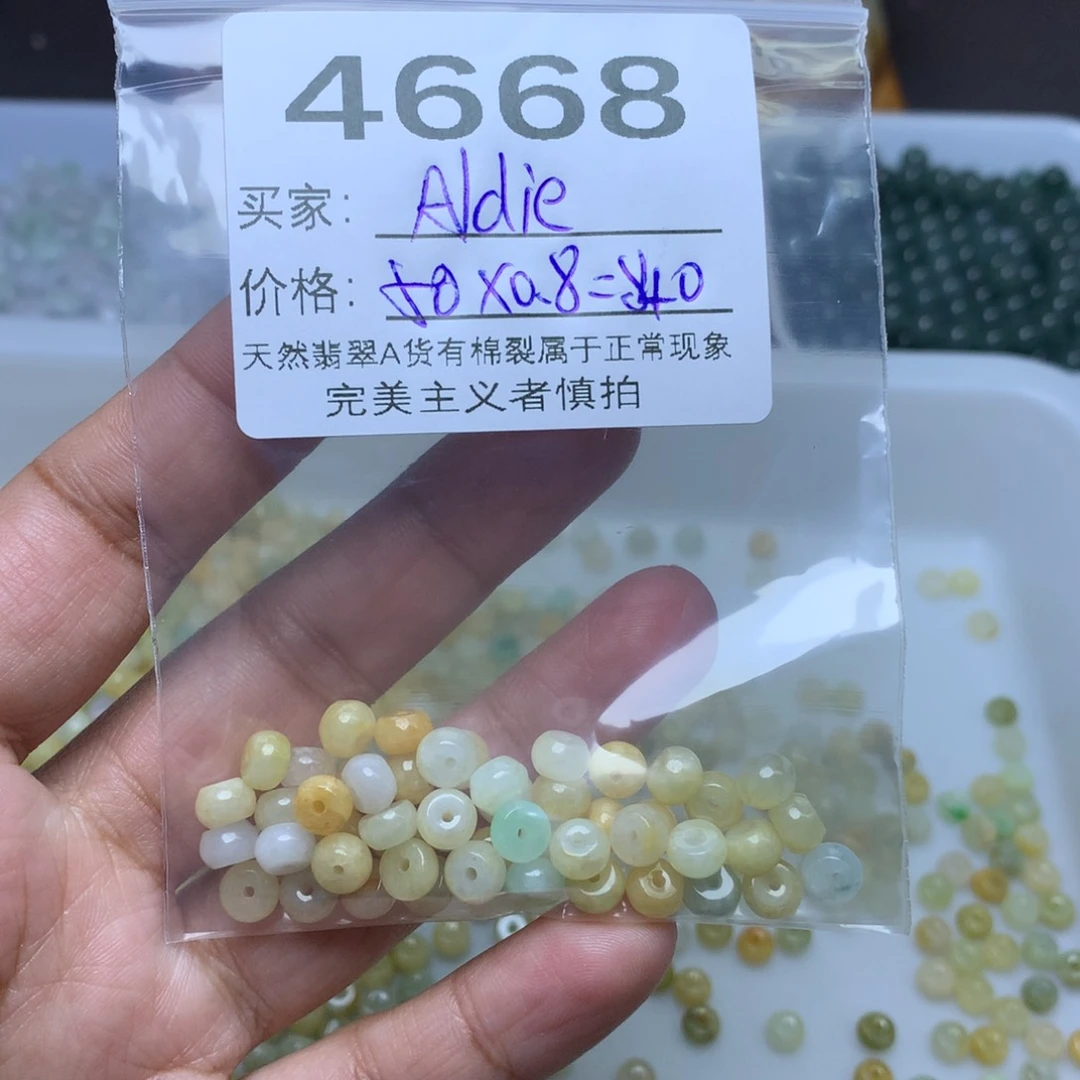 4668
买家: Aldie
价格: 50x0.8=¥40
天然翡翠A货有棉裂属于正常现象
完美主义者慎拍